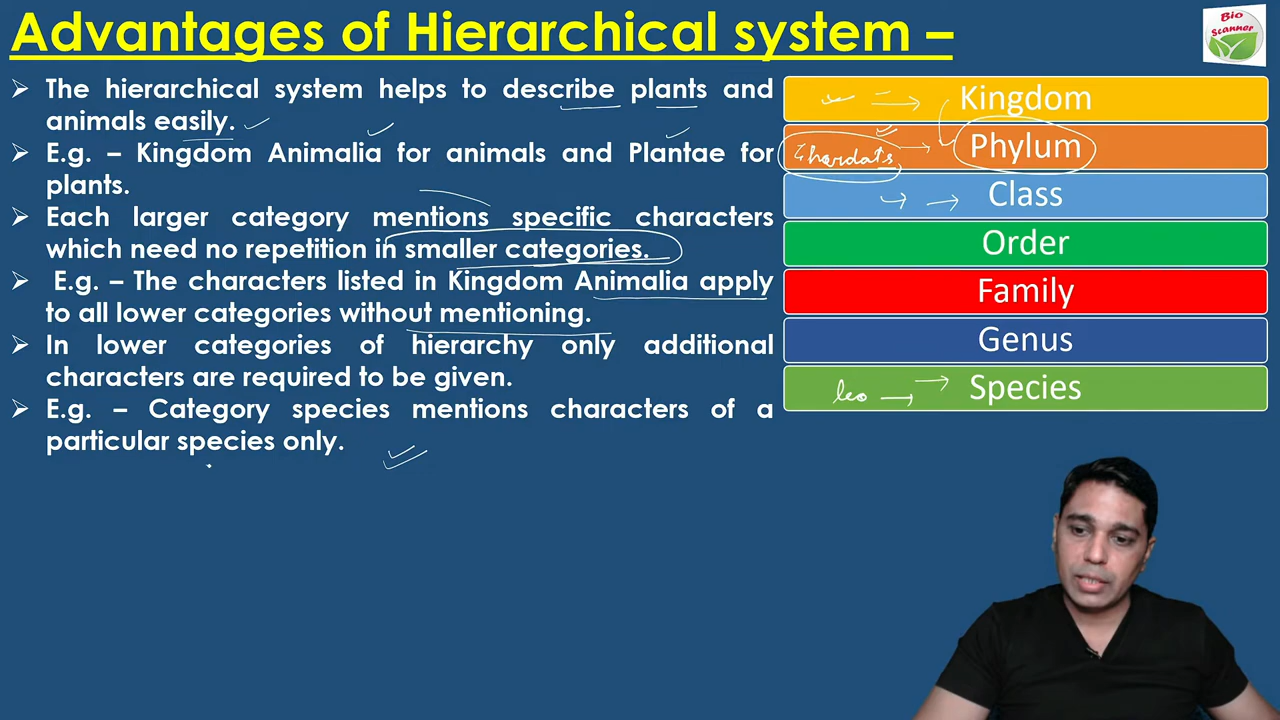 Advantages of Hierarchical system –
Bio
Scanner
➢ The hierarchical system helps to describe plants and
animals easily.
➢ E.g. – Kingdom Animalia for animals and Plantae for
plants.
➢ Each larger category mentions specific characters
which need no repetition in smaller categories.
➢ E.g. – The characters listed in Kingdom Animalia apply
to all lower categories without mentioning.
➢ In lower categories of hierarchy only additional
characters are required to be given.
➢ E.g. – Category species mentions characters of a
particular species only.
Kingdom
Phylum
Class
Order
Family
Genus
leo Species